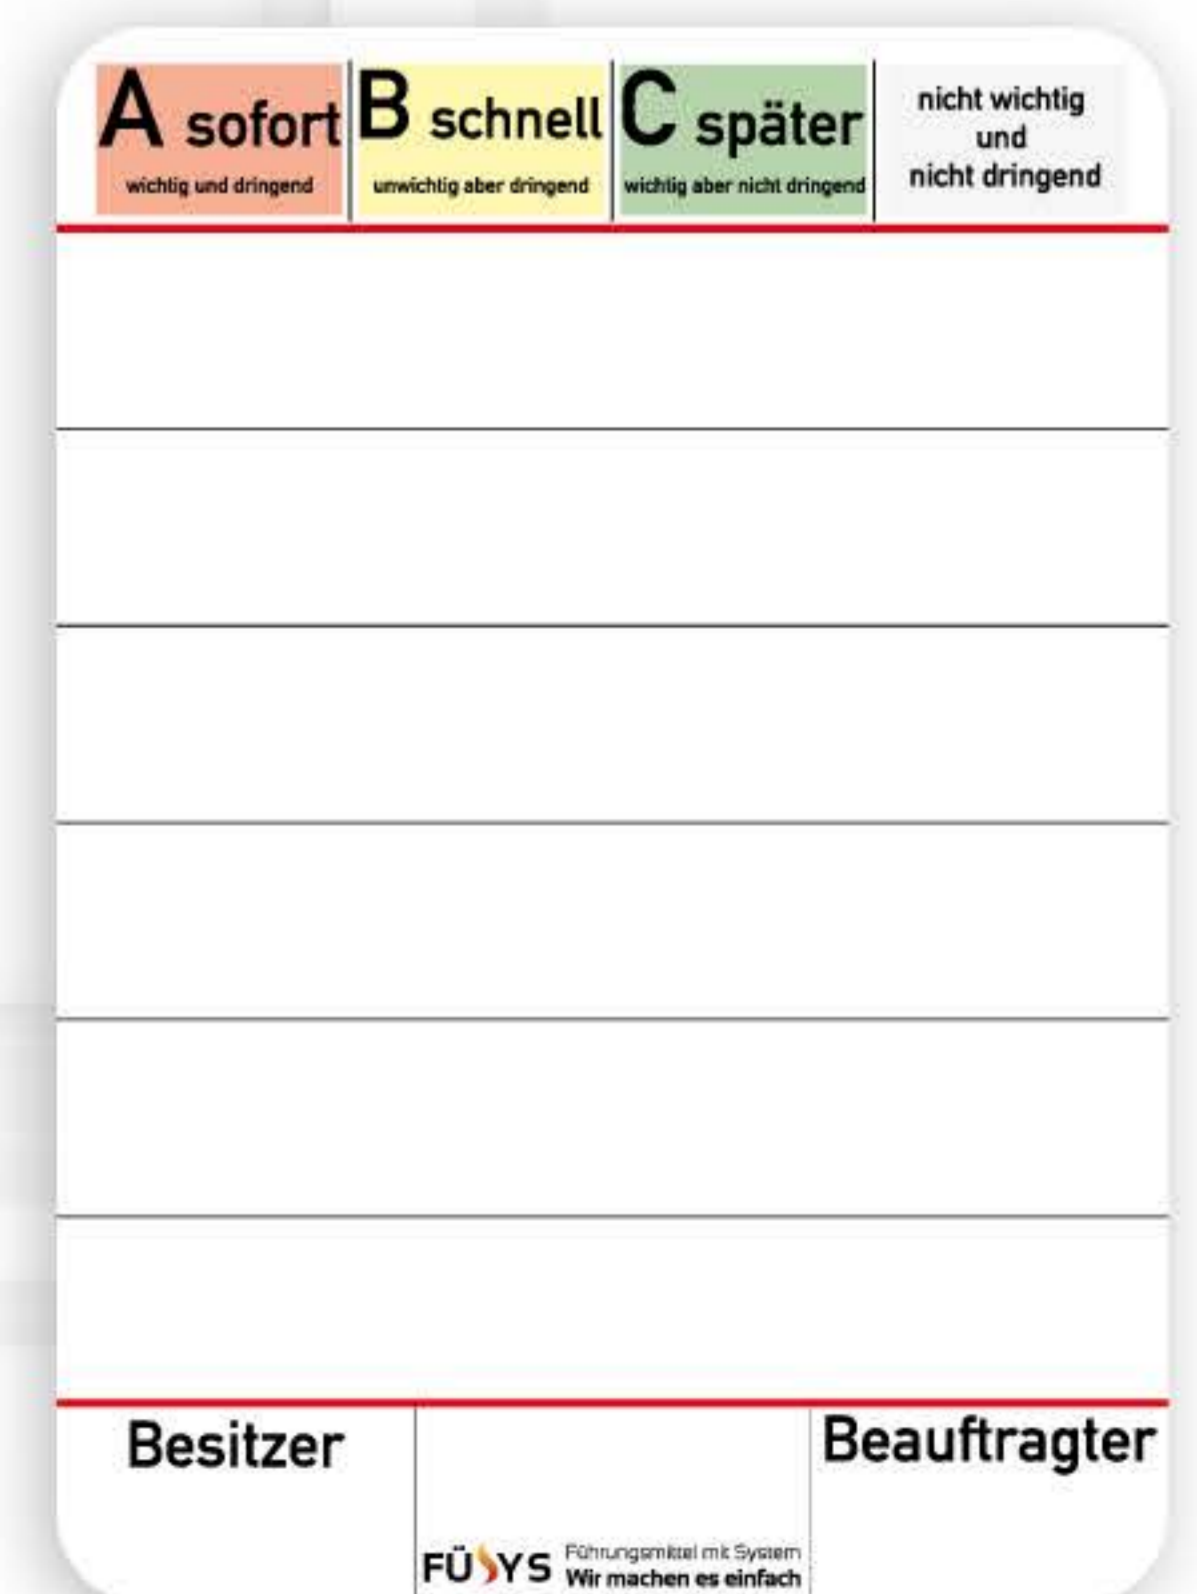 A sofort
wichtig und dringend
B schnell
unwichtig aber dringend
C später
wichtig aber nicht dringend
nicht wichtig
und
nicht dringend
Besitzer
Beauftragter
FÜSYS
Führungsmittel mit System
Wir machen es einfach